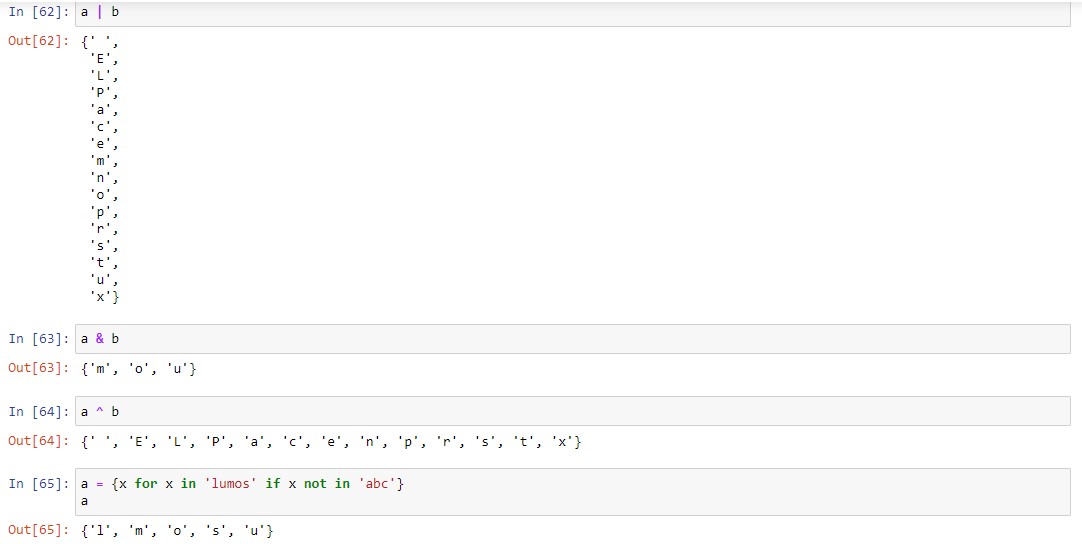 In [62]: a | b
Out[62]: {' ',
'E',
'L',
'P',
'a',
'c',
'e',
'm',
'n',
'o',
'p',
'r',
's',
't',
'u',
'x'}
In [63]: a & b
Out[63]: {'m', 'o', 'u'}
In [64]: a ^ b
Out[64]: {' ', 'E', 'L', 'P', 'a', 'c', 'e', 'n', 'p', 'r', 's', 't', 'x'}
In [65]: a = {x for x in 'lumos' if x not in 'abc'}
a
Out[65]: {'l', 'm', 'o', 's', 'u'}